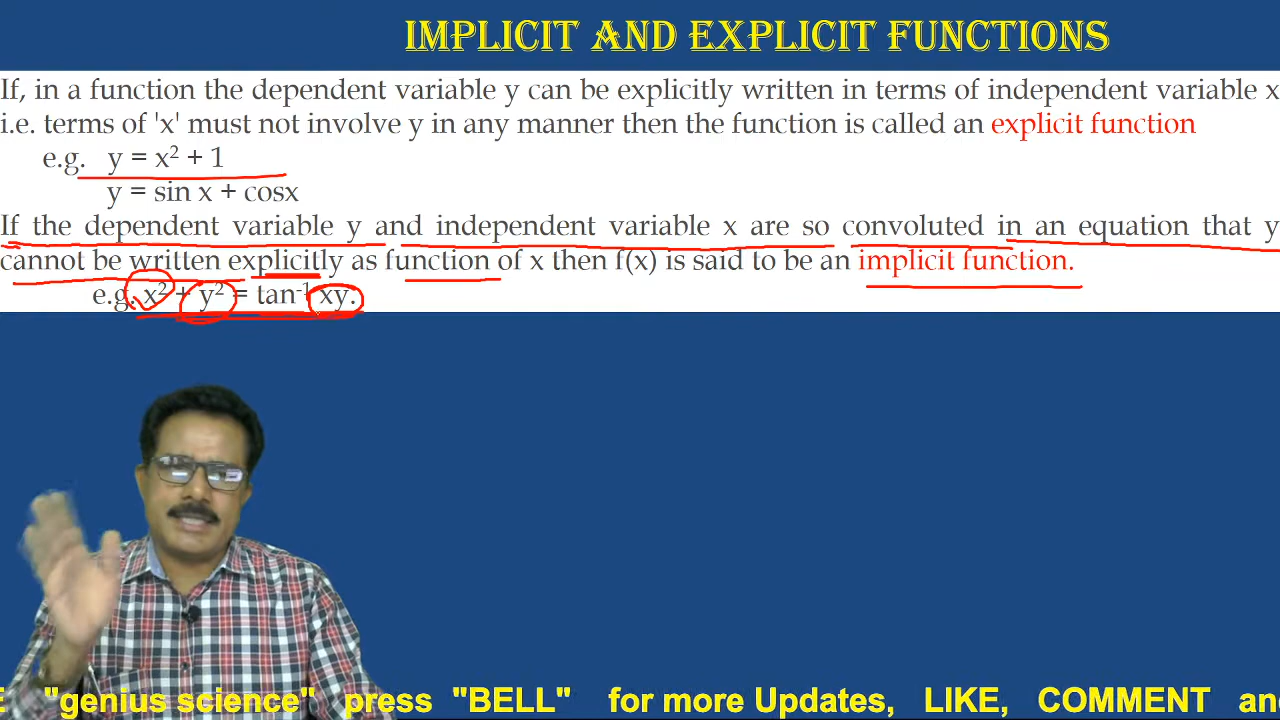 IMPLICIT AND EXPLICIT FUNCTIONS
If, in a function the dependent variable y can be explicitly written in terms of independent variable x
i.e. terms of 'x' must not involve y in any manner then the function is called an explicit function
e.g. y = x² + 1
y = sin x + cosx
If the dependent variable y and independent variable x are so convoluted in an equation that y
cannot be written explicitly as function of x then f(x) is said to be an implicit function.
e.g. x² + y² = tan⁻¹ xy.
"genius science" press "BELL" for more Updates, LIKE, COMMENT